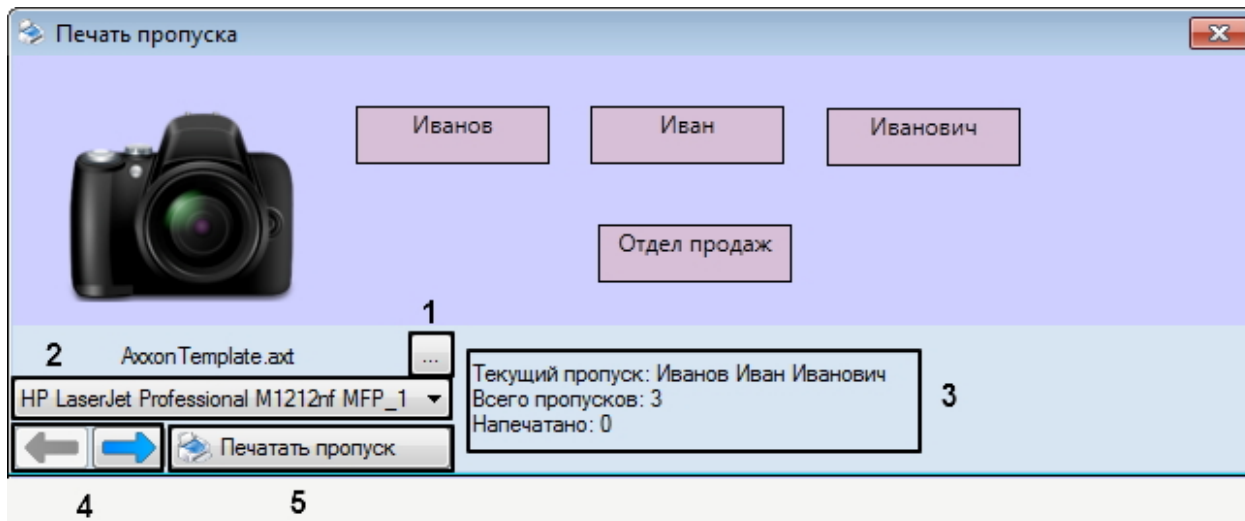 Печать пропуска
Иванов
Иван
Иванович
Отдел продаж
1
2
AxxonTemplate.axt
...
HP LaserJet Professional M1212nf MFP_1
Текущий пропуск: Иванов Иван Иванович
Всего пропусков: 3
Напечатано: 0
3
Печатать пропуск
4
5